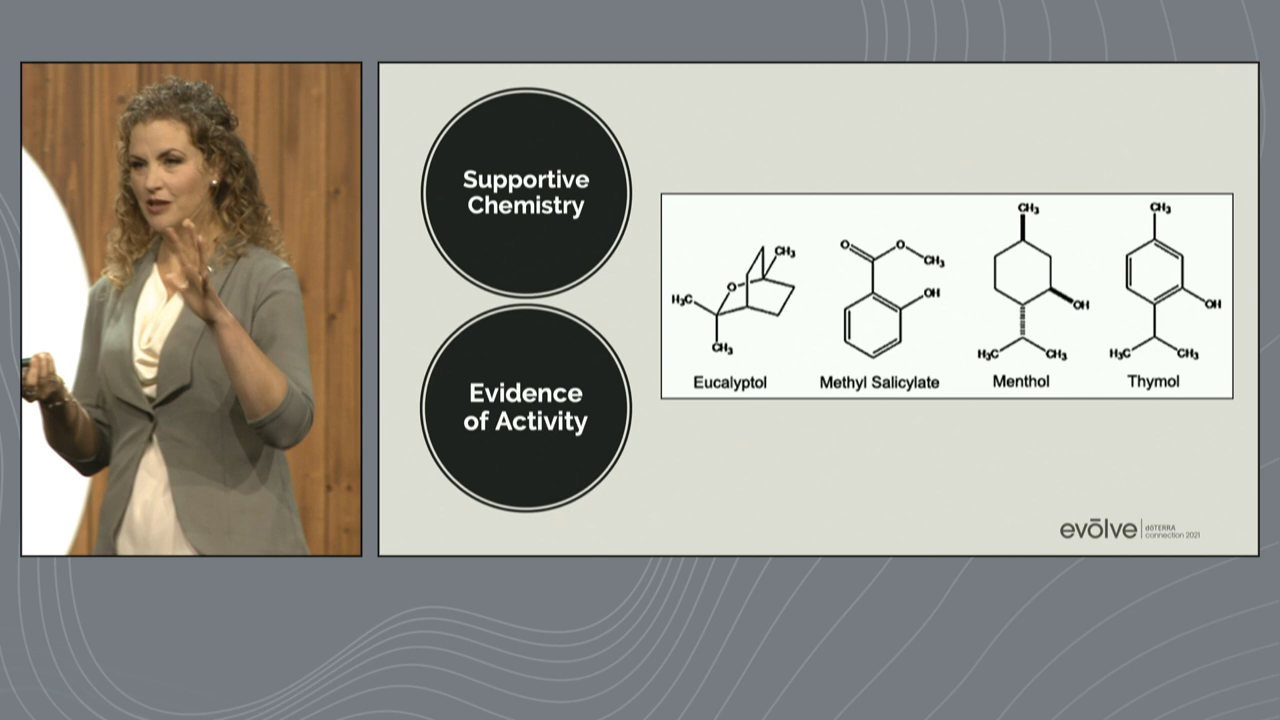 Supportive
Chemistry
Evidence
of Activity
CH₃
O
H₃C
CH₃
Eucalyptol
O
O
CH₃
OH
Methyl Salicylate
CH₃
OH
H₃C
CH₃
Menthol
CH₃
OH
H₃C
CH₃
Thymol
evōlve
dōTERRA
connection 2021